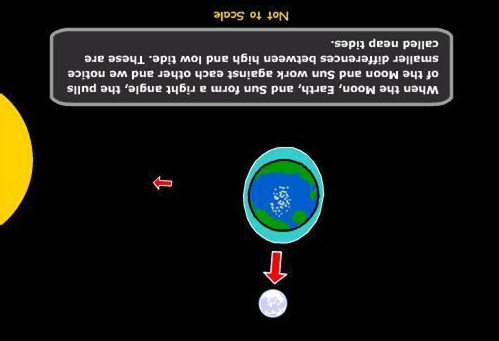 When the Moon, Earth, and Sun form a right angle, the pulls
of the Moon and Sun work against each other and we notice
smaller differences between high and low tide. These are
called neap tides.
Not to Scale